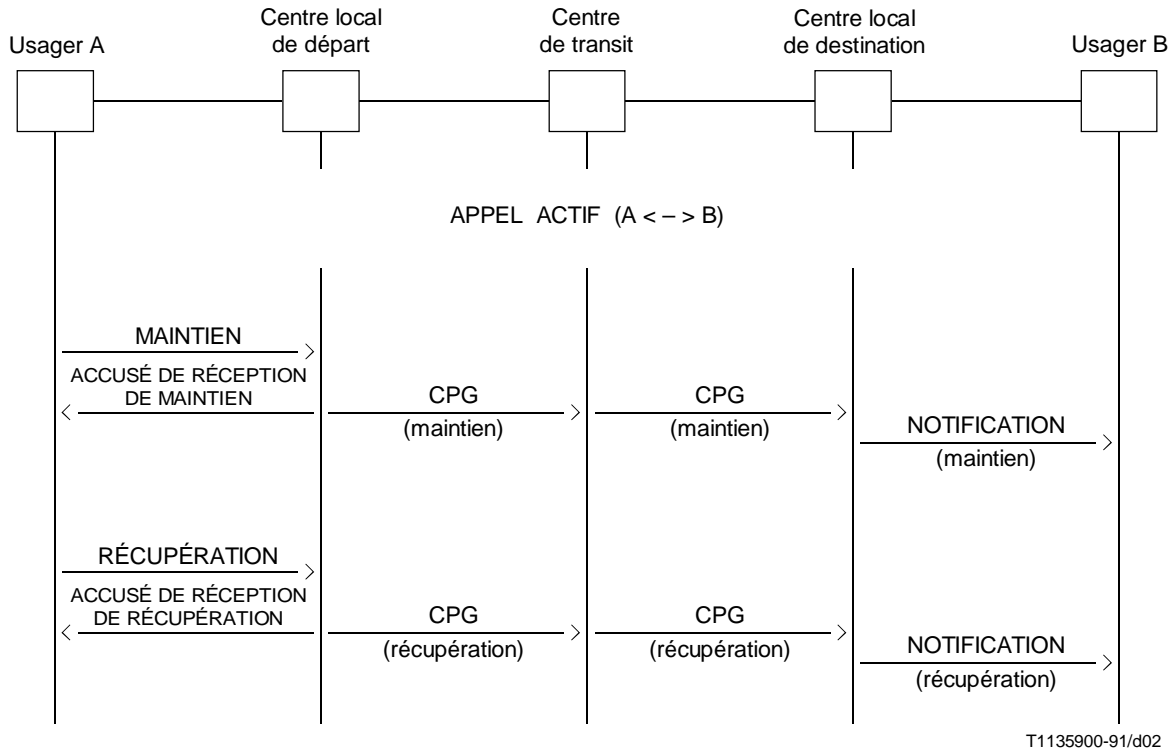 Usager A
Centre local
de départ
Centre
de transit
Centre local
de destination
Usager B
APPEL ACTIF (A < – > B)
MAINTIEN
ACCUSÉ DE RÉCEPTION
DE MAINTIEN
CPG
(maintien)
CPG
(maintien)
NOTIFICATION
(maintien)
RÉCUPÉRATION
ACCUSÉ DE RÉCEPTION
DE RÉCUPÉRATION
CPG
(récupération)
CPG
(récupération)
NOTIFICATION
(récupération)
T1135900-91/d02